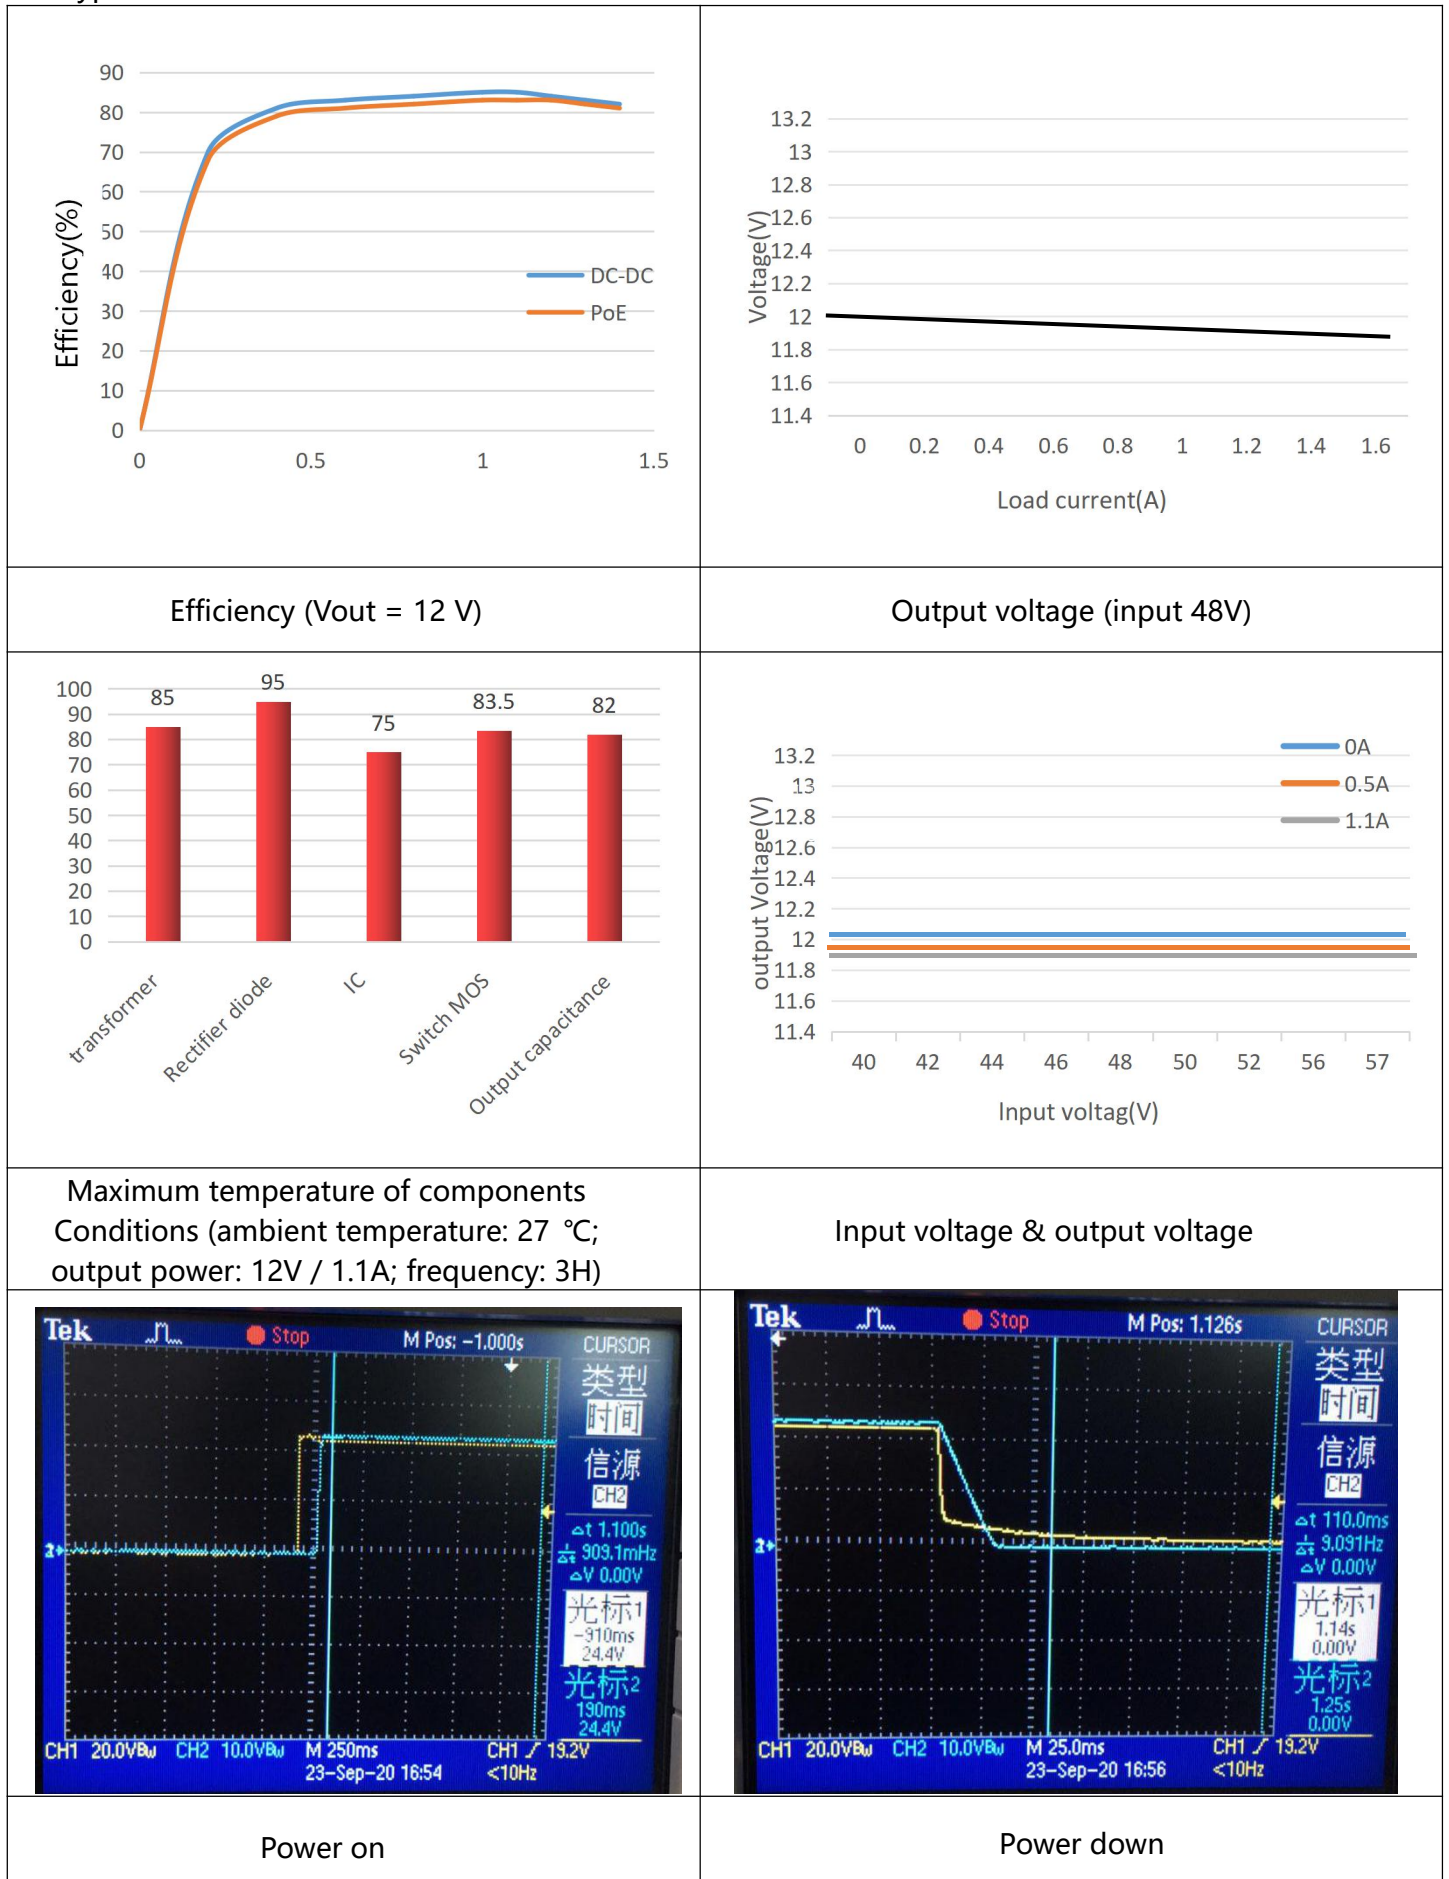 90
80
70
60
50
40
30
20
10
0
Efficiency(%)
DC-DC
PoE
0 0.5 1 1.5
13.2
13
12.8
12.6
12.4
12.2
12
11.8
11.6
11.4
Voltage(V)
0 0.2 0.4 0.6 0.8 1 1.2 1.4 1.6
Load current(A)
Efficiency (Vout = 12 V)
Output voltage (input 48V)
100
90
80
70
60
50
40
30
20
10
0
85
95
75
83.5
82
transformer
Rectifier diode
IC
Switch MOS
Output capacitance
13.2
13
12.8
12.6
12.4
12.2
12
11.8
11.6
11.4
output Voltage(V)
0A
0.5A
1.1A
40 42 44 46 48 50 52 56 57
Input voltag(V)
Maximum temperature of components
Conditions (ambient temperature: 27 ℃;
output power: 12V / 1.1A; frequency: 3H)
Input voltage & output voltage
Tek Stop M Pos: -1.000s CURSOR
类型
时间
信源
CH2
△t 1.100s
909.1mHz
△V 0.00V
光标1
-910ms
24.4V
光标2
190ms
24.4V
CH1 20.0VBw CH2 10.0VBw M 250ms CH1 19.2V
23-Sep-20 16:54 <10Hz
Tek Stop M Pos: 1.126s CURSOR
类型
时间
信源
CH2
△t 110.0ms
9.091Hz
△V 0.00V
光标1
1.14s
0.00V
光标2
1.25s
0.00V
CH1 20.0VBw CH2 10.0VBw M 25.0ms CH1 19.2V
23-Sep-20 16:56 <10Hz
Power on
Power down